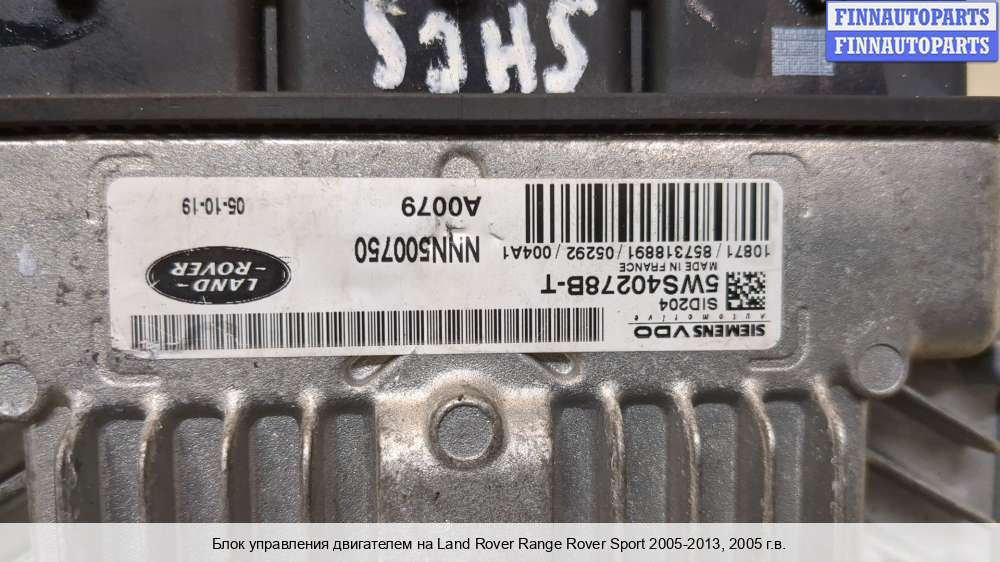 FINNAUTOPARTS
FINNAUTOPARTS
SIEMENS VDO
Automotive
SID204
5WS40278B-T
MADE IN FRANCE
10871 / 857318891 / 05292 / 004A1
LAND-
-ROVER
NNN500750
A0079
05-10-19
Блок управления двигателем на Land Rover Range Rover Sport 2005-2013, 2005 г.в.